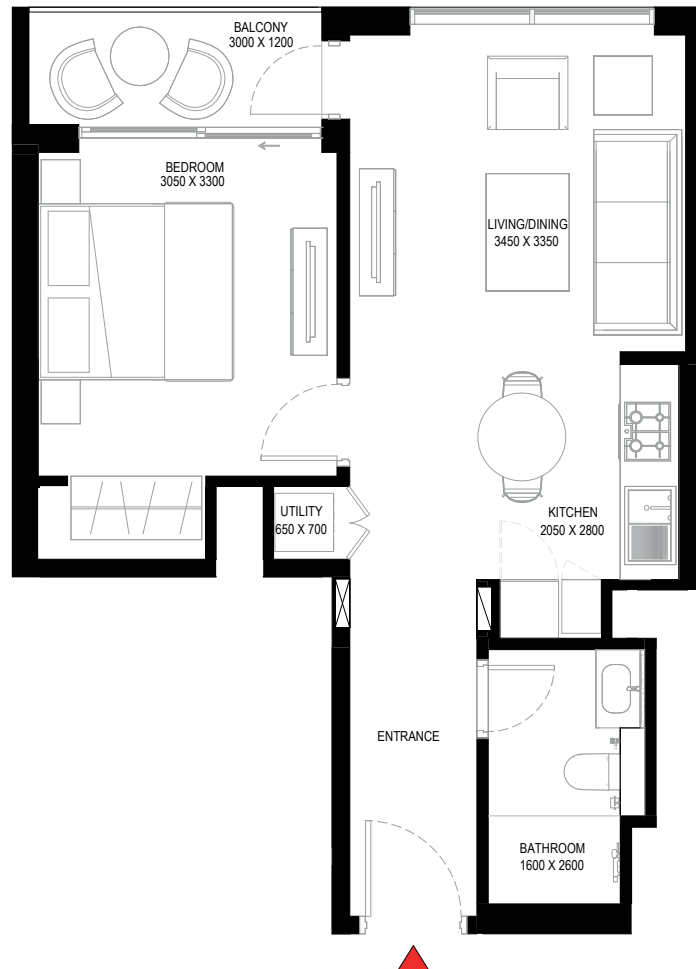 BALCONY
3000 X 1200
BEDROOM
3050 X 3300
LIVING/DINING
3450 X 3350
UTILITY
650 X 700
KITCHEN
2050 X 2800
ENTRANCE
BATHROOM
1600 X 2600